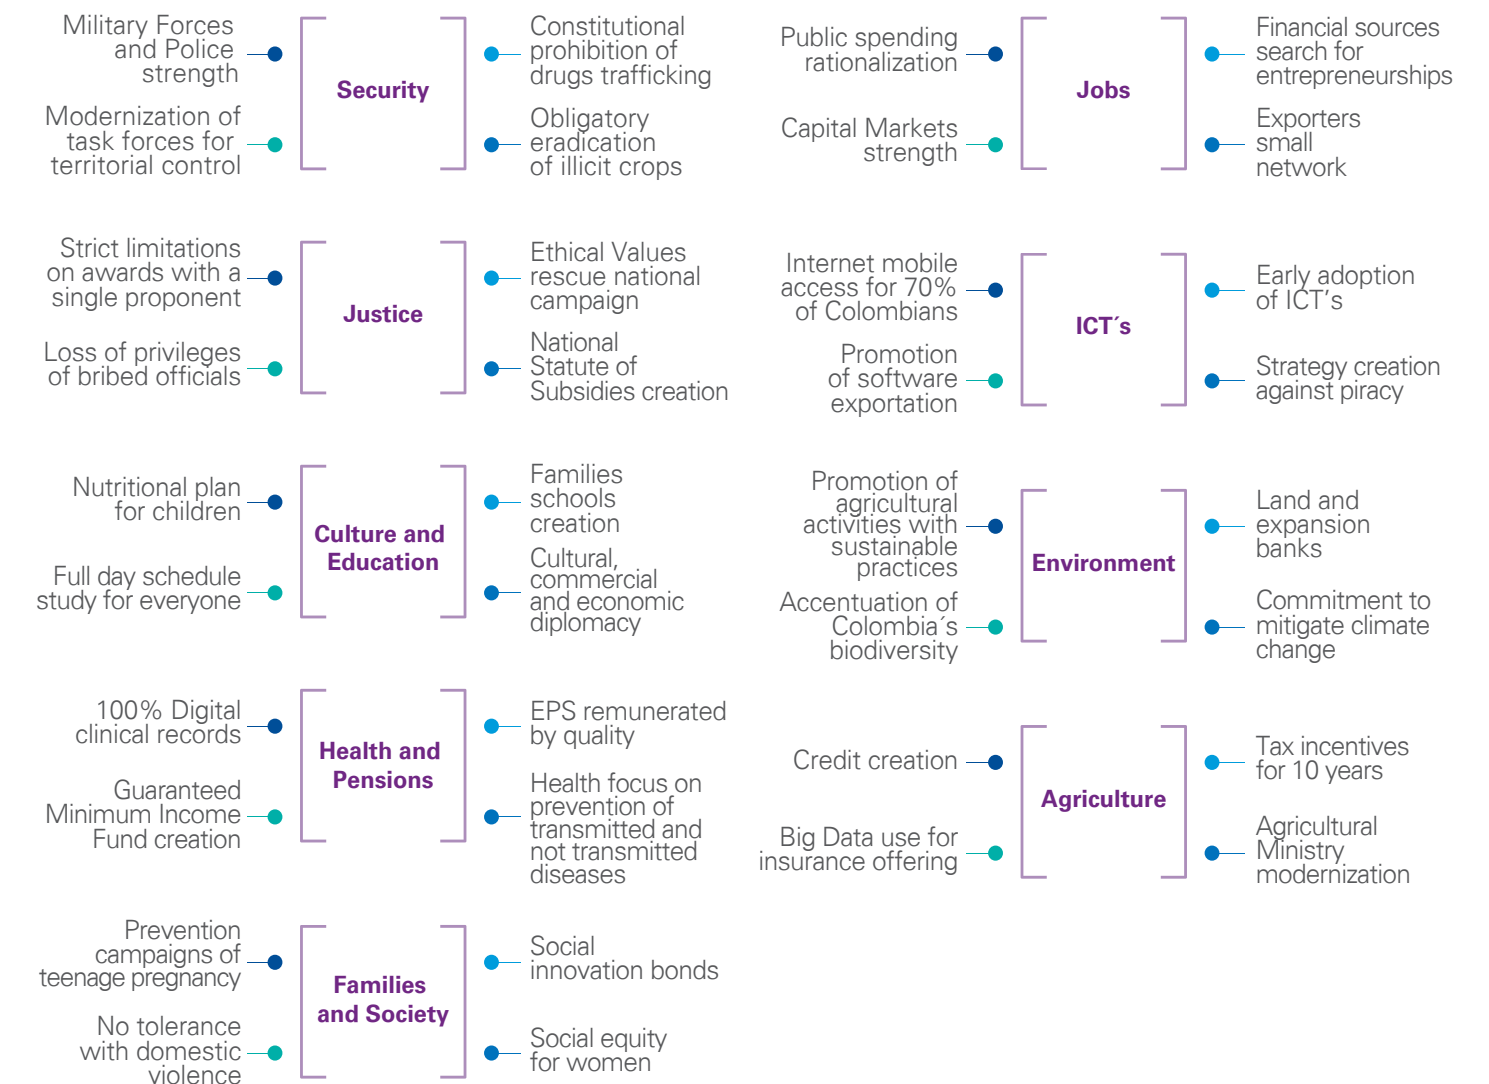 Military Forces
and Police
strength
Modernization of
task forces for
territorial control
Security
Constitutional
prohibition of
drugs trafficking
Obligatory
eradication
of illicit crops
Strict limitations
on awards with a
single proponent
Loss of privileges
of bribed officials
Justice
Ethical Values
rescue national
campaign
National
Statute of
Subsidies creation
Nutritional plan
for children
Full day schedule
study for everyone
Culture and
Education
Families
schools
creation
Cultural,
commercial
and economic
diplomacy
100% Digital
clinical records
Guaranteed
Minimum Income
Fund creation
Health and
Pensions
EPS remunerated
by quality
Health focus on
prevention of
transmitted and
not transmitted
diseases
Prevention
campaigns of
teenage pregnancy
No tolerance
with domestic
violence
Families
and Society
Social
innovation bonds
Social equity
for women
Public spending
rationalization
Capital Markets
strength
Jobs
Financial sources
search for
entrepreneurships
Exporters
small
network
Internet mobile
access for 70%
of Colombians
Promotion
of software
exportation
ICT´s
Early adoption
of ICT's
Strategy creation
against piracy
Promotion of
agricultural
activities with
sustainable
practices
Accentuation of
Colombia´s
biodiversity
Environment
Land and
expansion
banks
Commitment to
mitigate climate
change
Credit creation
Big Data use for
insurance offering
Agriculture
Tax incentives
for 10 years
Agricultural
Ministry
modernization